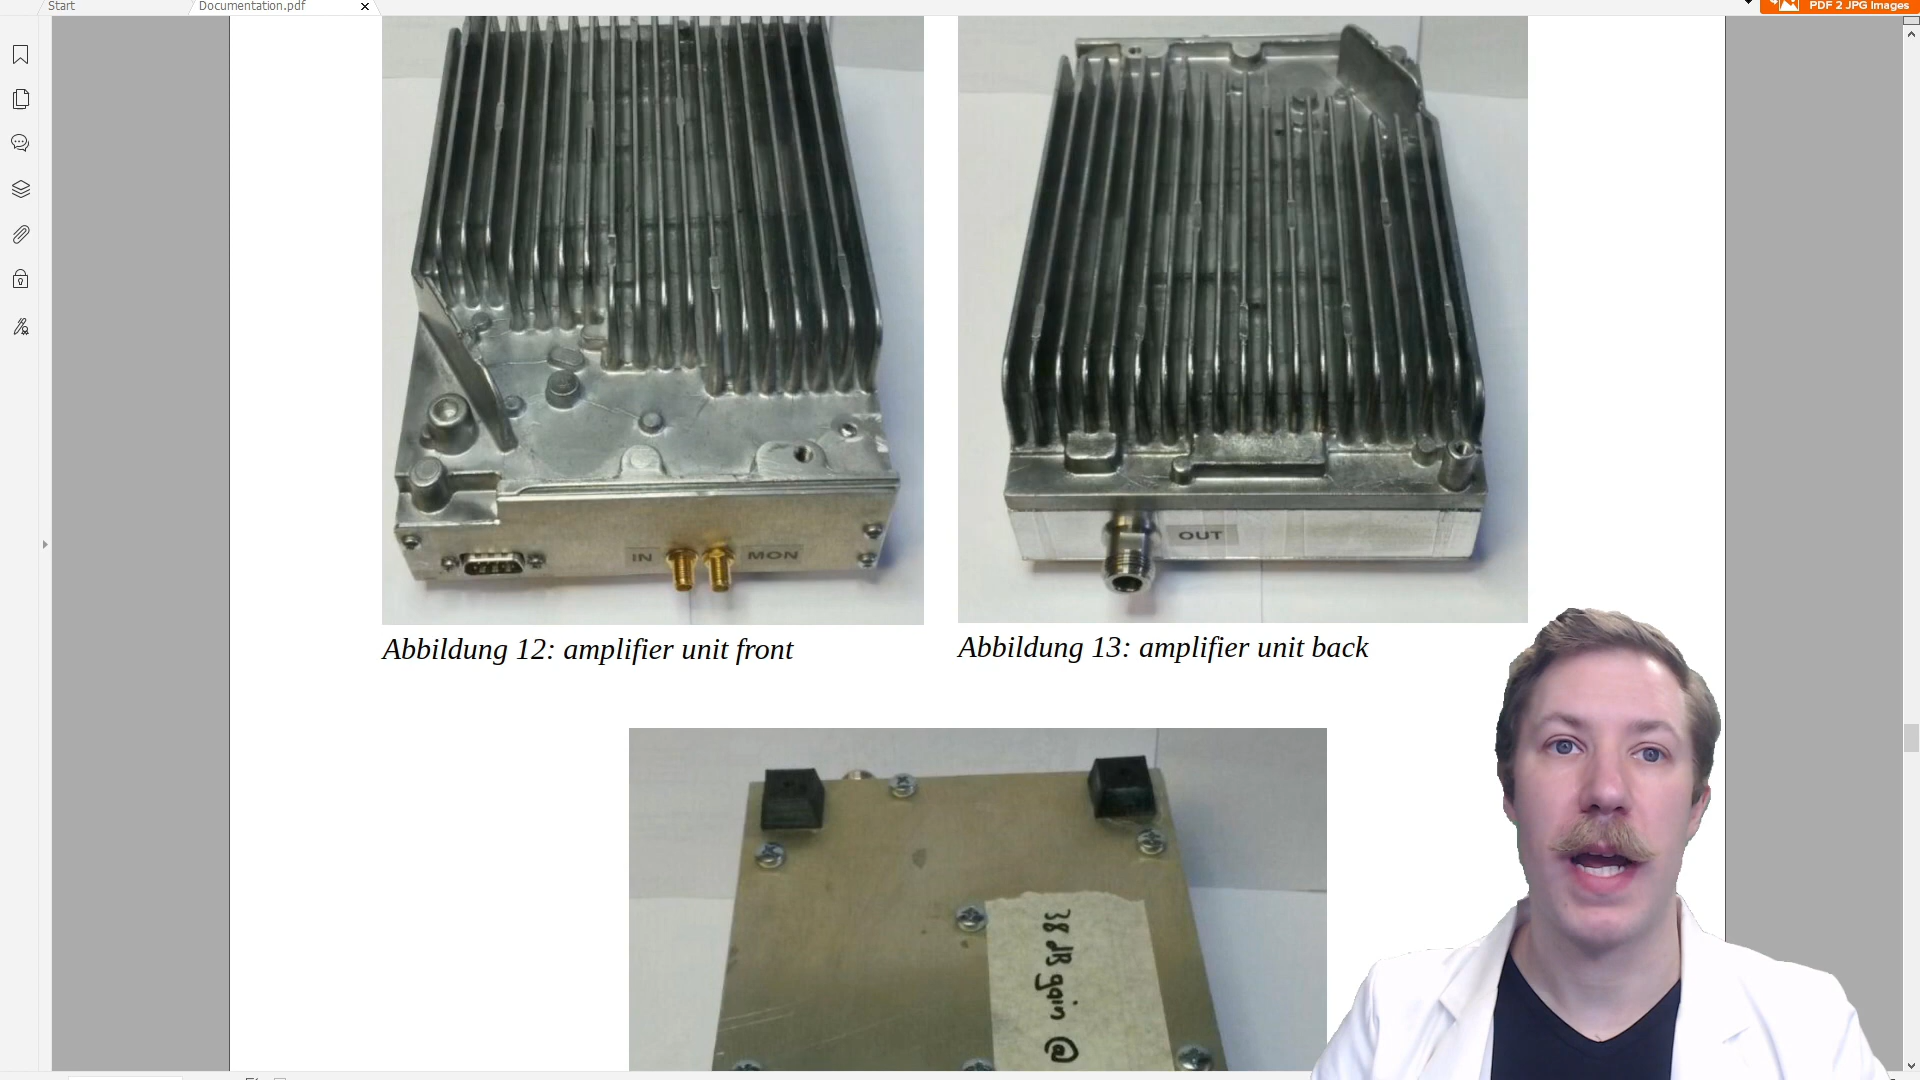 Start
Documentation.pdf
PDF 2 JPG Images
IN
MON
OUT
Abbildung 12: amplifier unit front
Abbildung 13: amplifier unit back
38 dB gain @